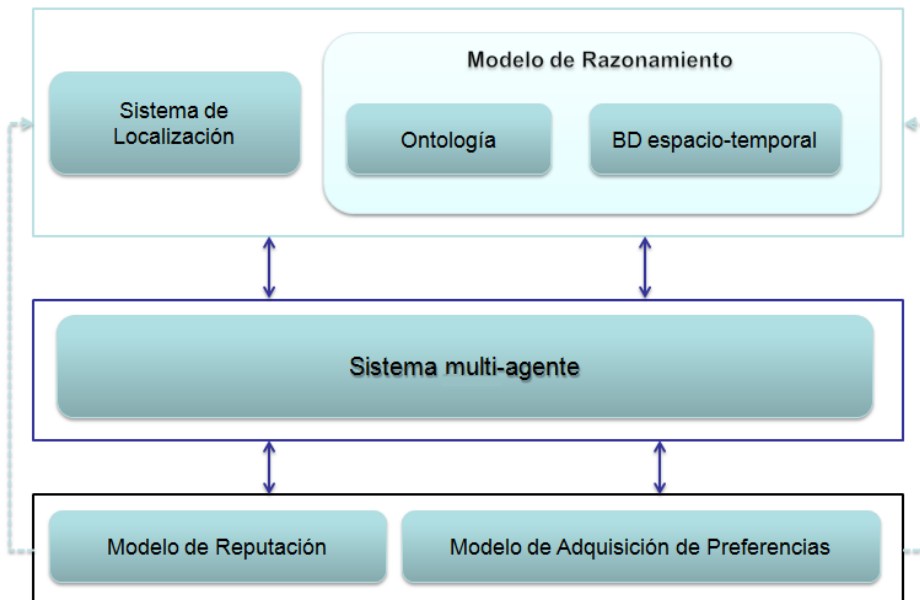 Modelo de Razonamiento
Sistema de
Localización
Ontología
BD espacio-temporal
Sistema multi-agente
Modelo de Reputación
Modelo de Adquisición de Preferencias